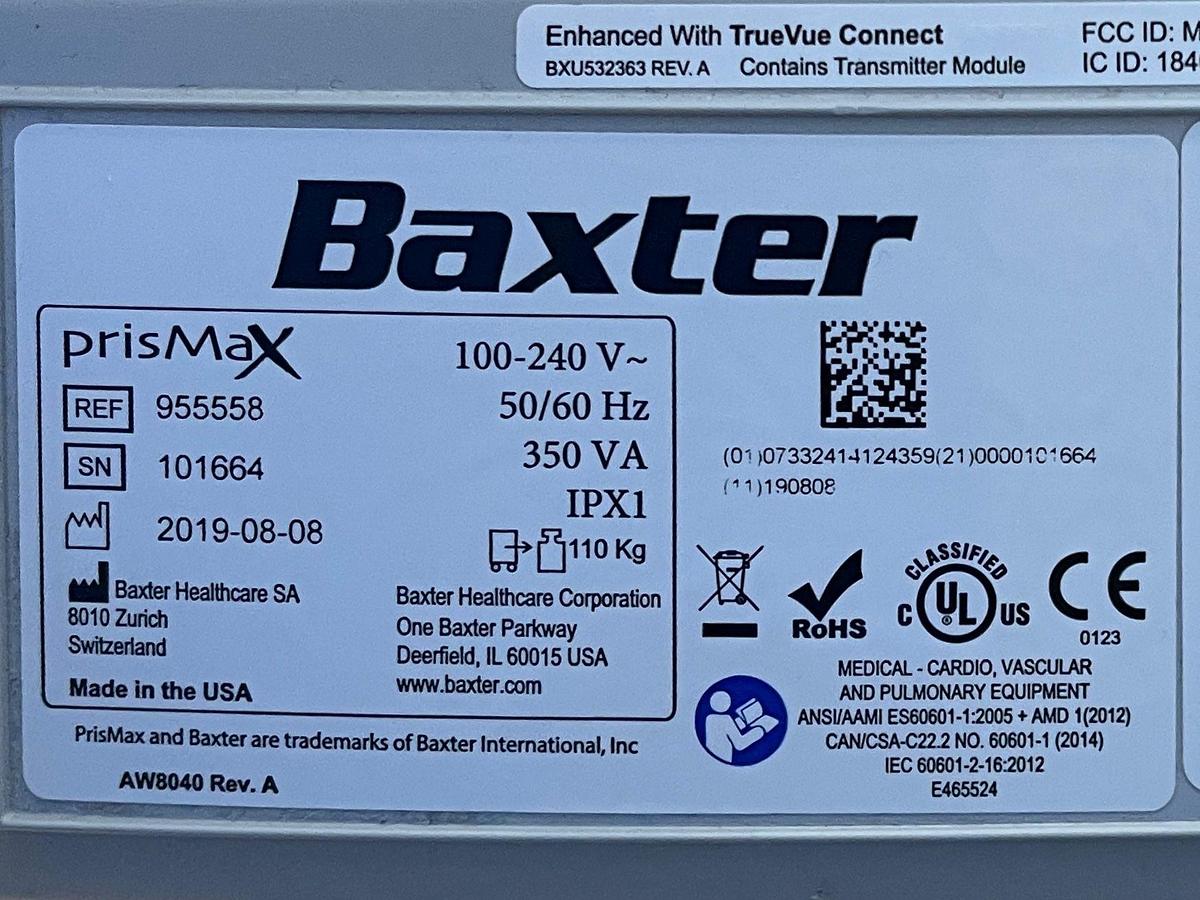 Enhanced With TrueVue Connect
BXU532363 REV. A Contains Transmitter Module
FCC ID: M
IC ID: 184
Baxter
prisMaX
REF 955558
SN 101664
2019-08-08
Baxter Healthcare SA
8010 Zurich
Switzerland
Made in the USA
100-240 V~
50/60 Hz
350 VA
IPX1
110 Kg
Baxter Healthcare Corporation
One Baxter Parkway
Deerfield, IL 60015 USA
www.baxter.com
PrisMax and Baxter are trademarks of Baxter International, Inc
AW8040 Rev. A
(01)07332414124359(21)0000101664
(11)190808
RoHS
CLASSIFIED
C UL® US
CE
0123
MEDICAL - CARDIO, VASCULAR
AND PULMONARY EQUIPMENT
ANSI/AAMI ES60601-1:2005 + AMD 1(2012)
CAN/CSA-C22.2 NO. 60601-1 (2014)
IEC 60601-2-16:2012
E465524